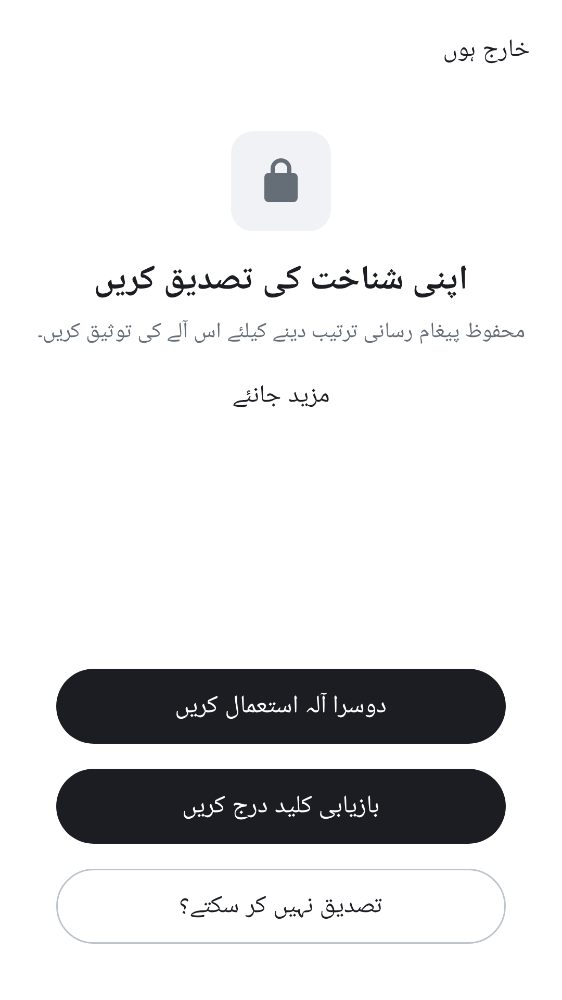 خارج ہوں
اپنی شناخت کی تصدیق کریں
محفوظ پیغام رسانی ترتیب دینے کیلئے اس آلے کی توثیق کریں۔
مزید جانئے
دوسرا آلہ استعمال کریں
بازیابی کلید درج کریں
تصدیق نہیں کر سکتے؟